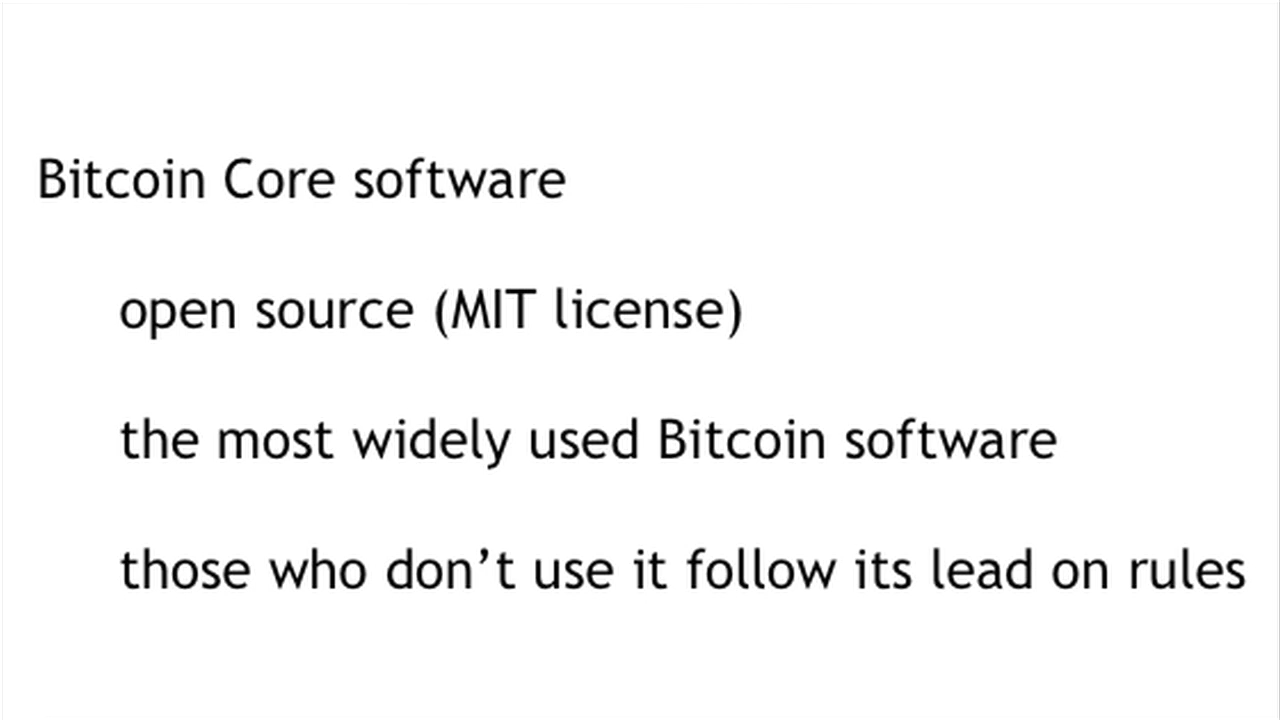 Bitcoin Core software
open source (MIT license)
the most widely used Bitcoin software
those who don’t use it follow its lead on rules